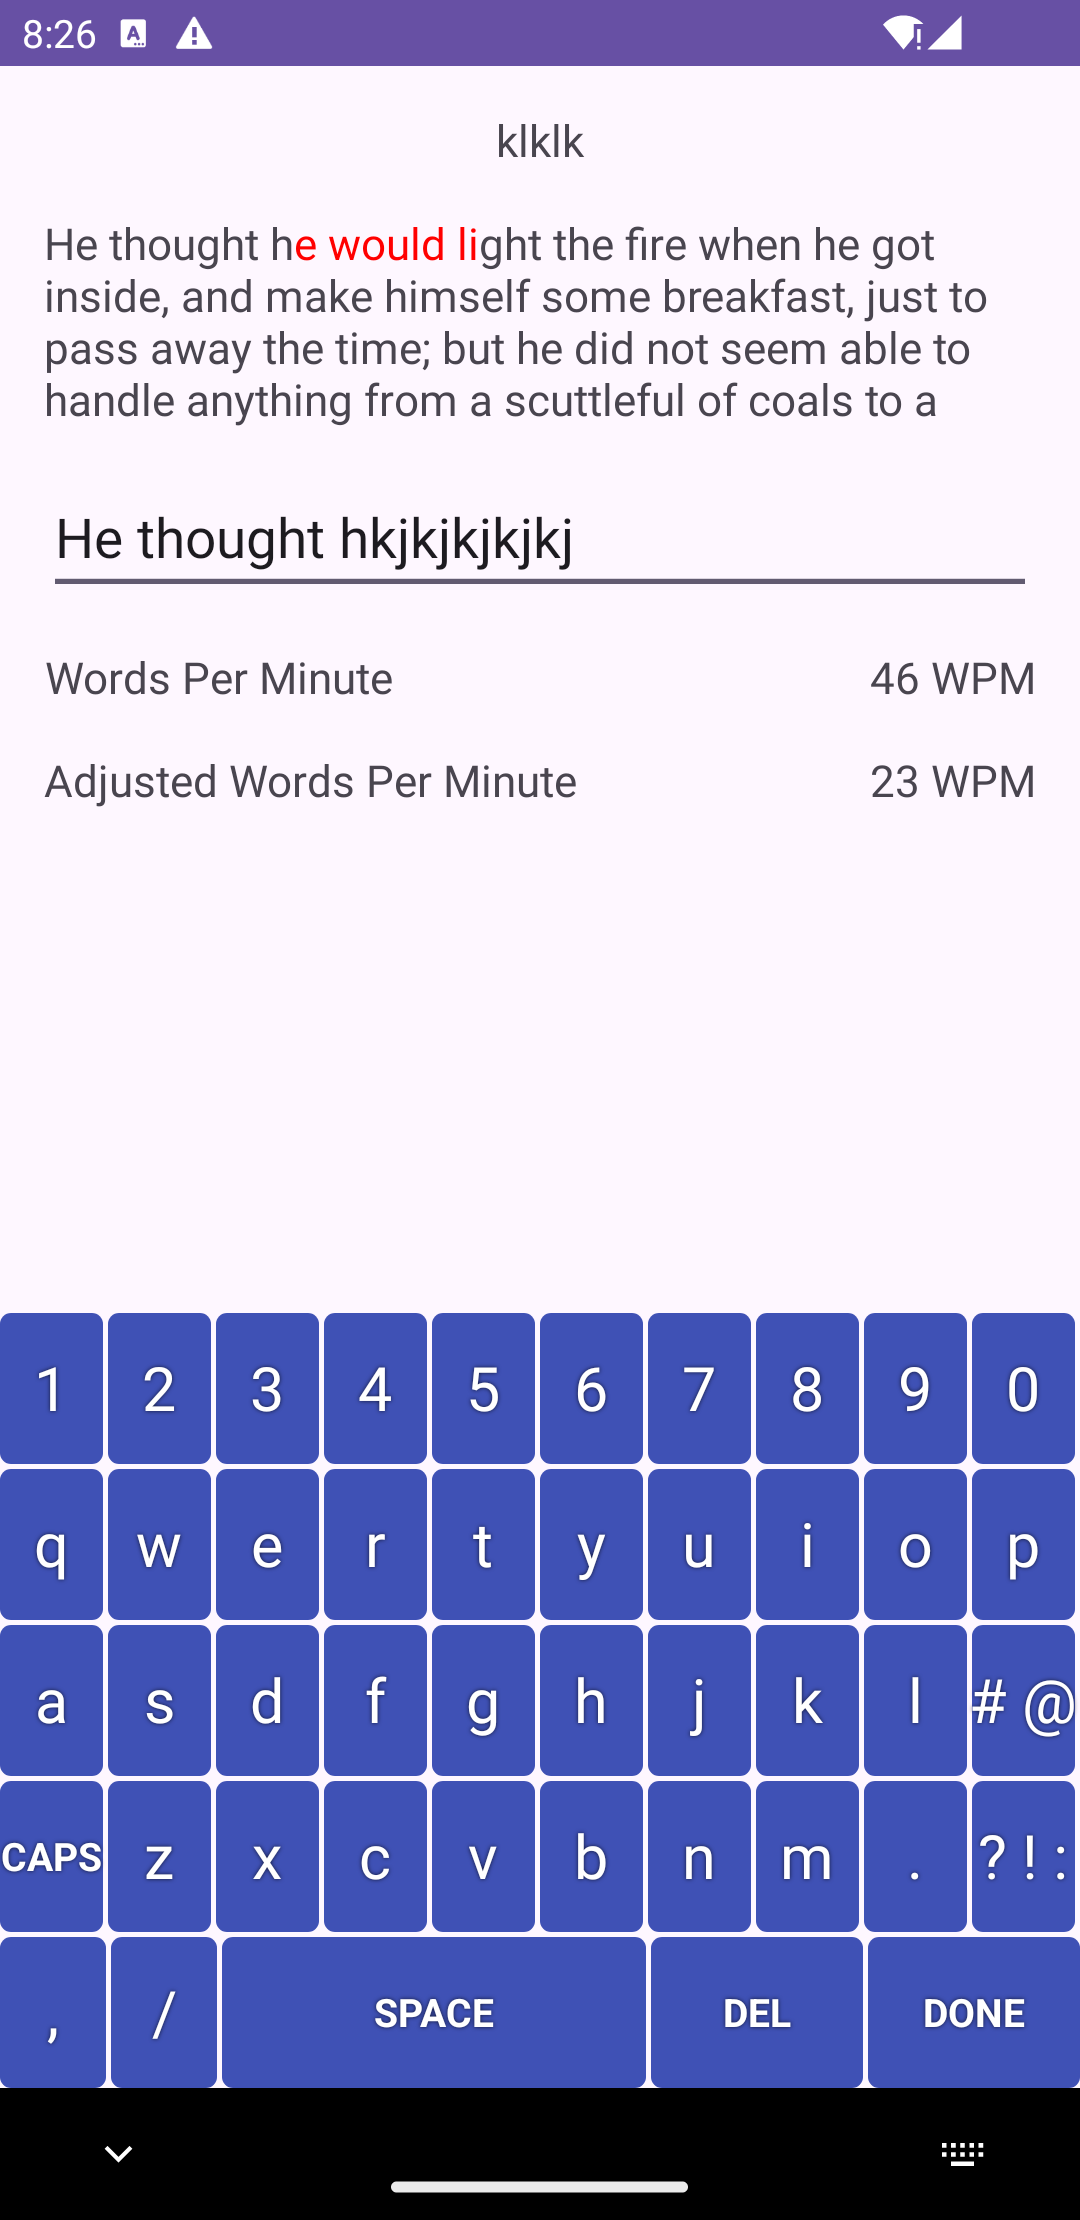 8:26
klklk
He thought he would light the fire when he got
inside, and make himself some breakfast, just to
pass away the time; but he did not seem able to
handle anything from a scuttleful of coals to a
He thought hkjkjkjkjkj
Words Per Minute 46 WPM
Adjusted Words Per Minute 23 WPM
1 2 3 4 5 6 7 8 9 0
q w e r t y u i o p
a s d f g h j k l # @
CAPS z x c v b n m . ? ! :
, / SPACE DEL DONE